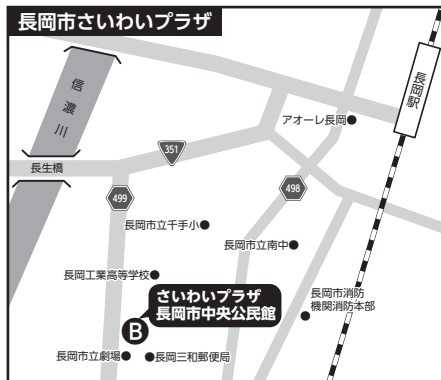 長岡市さいわいプラザ
長岡駅
信濃川
アオーレ長岡
351
長生橋
498
499
長岡市立千手小
長岡市立南中
長岡工業高等学校
さいわいプラザ
長岡市中央公民館
長岡市消防
機関消防本部
B
長岡市立劇場
長岡三和郵便局